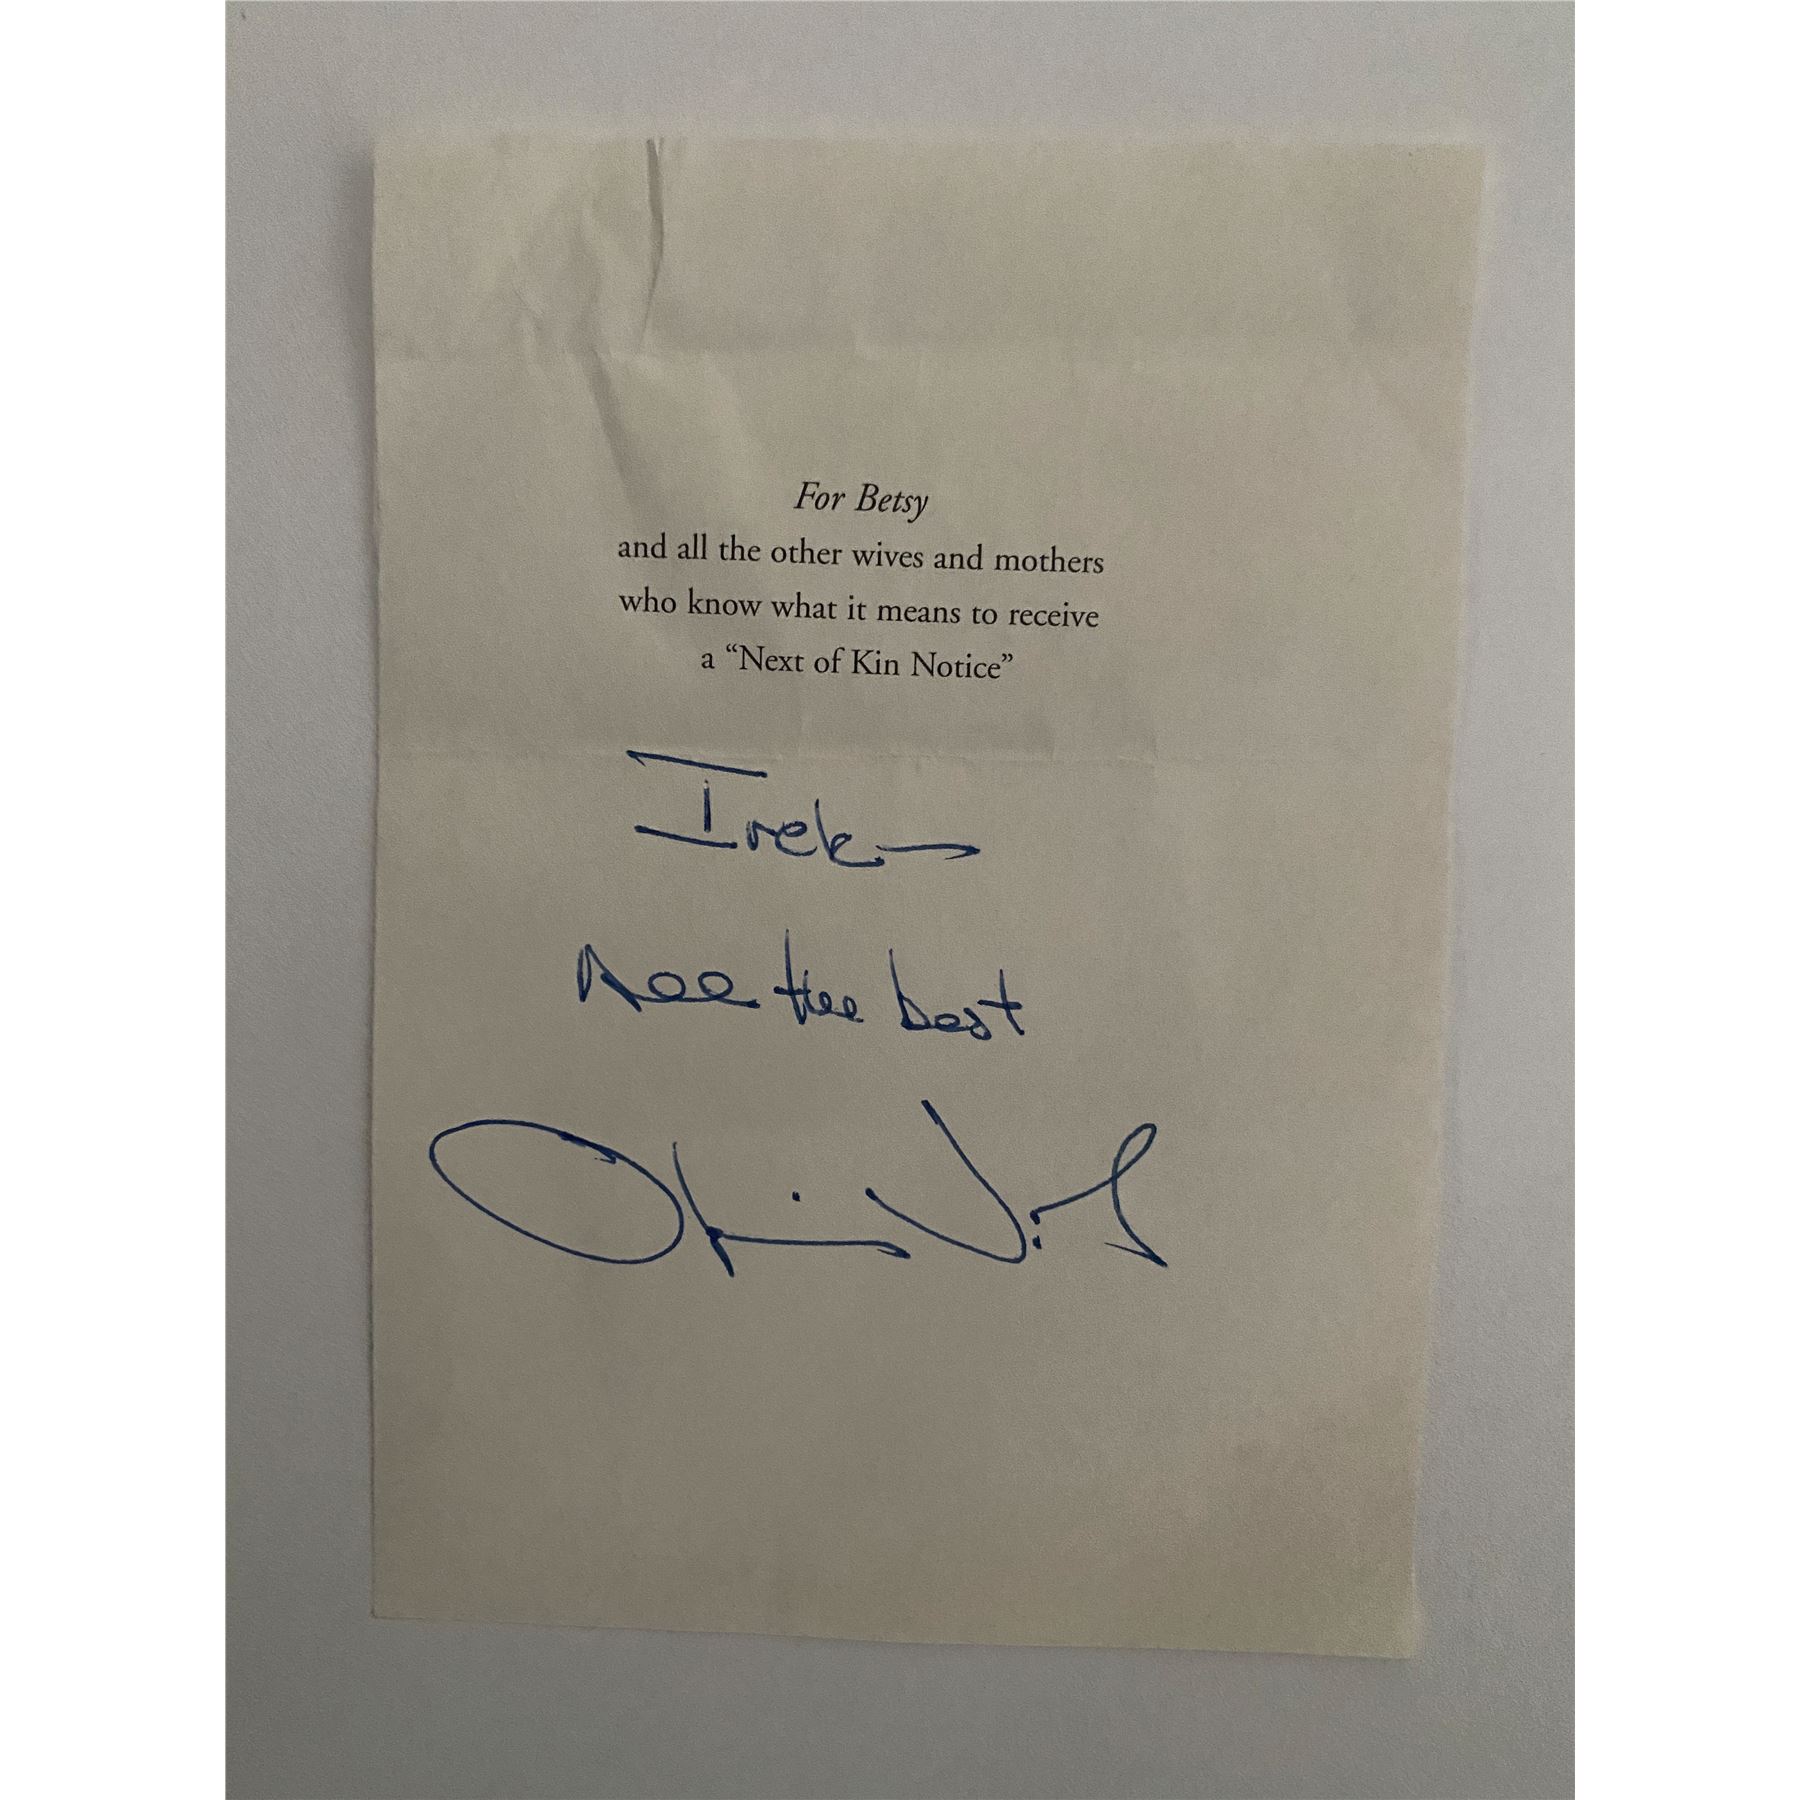 For Betsy
and all the other wives and mothers
who know what it means to receive
a “Next of Kin Notice”
Irek
All the best